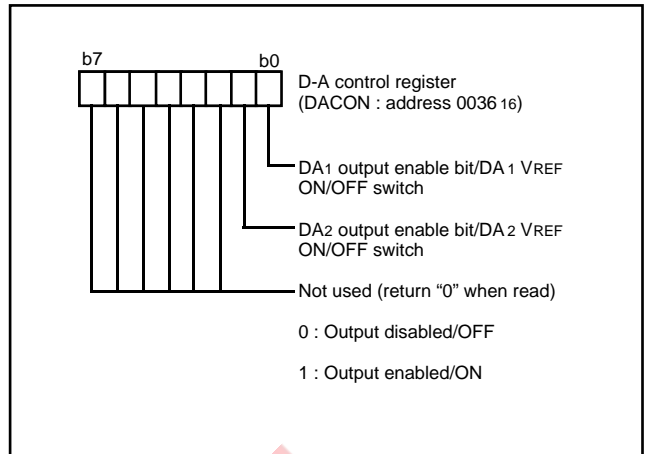 b7 b0
D-A control register
(DACON : address 0036 16)
DA1 output enable bit/DA 1 VREF
ON/OFF switch
DA2 output enable bit/DA 2 VREF
ON/OFF switch
Not used (return “0” when read)
0 : Output disabled/OFF
1 : Output enabled/ON